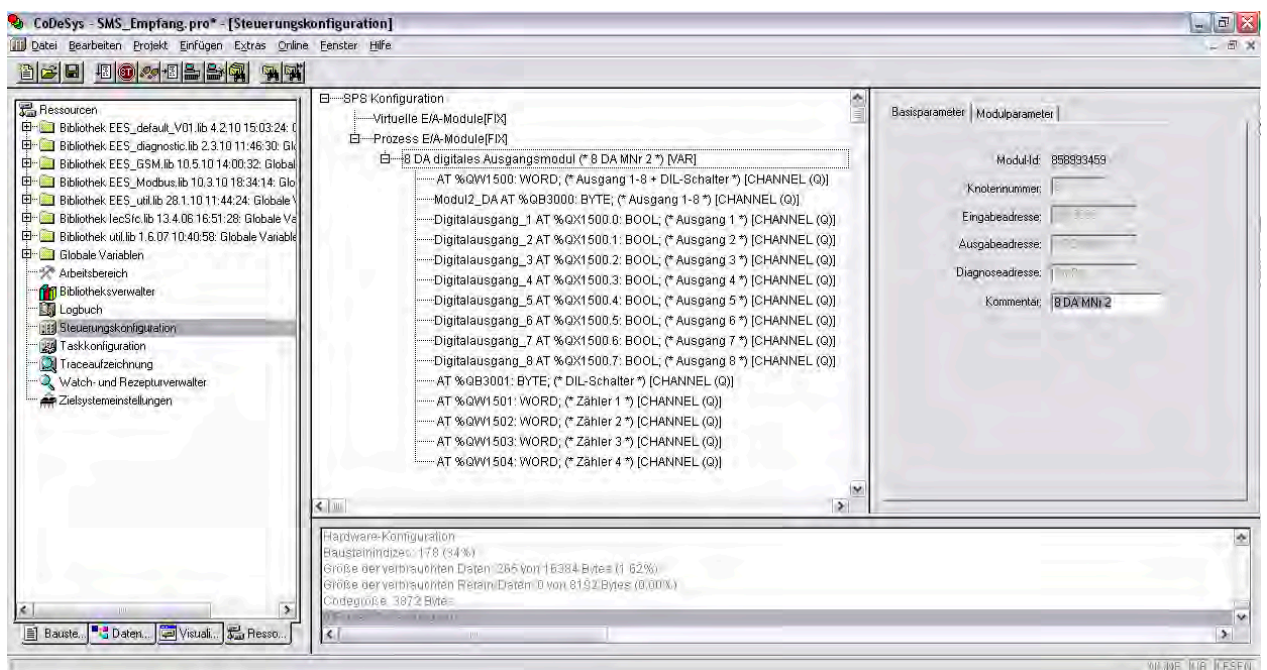 CoDeSys - SMS_Empfang.pro* - [Steuerungskonfiguration]
Datei Bearbeiten Projekt Einfügen Extras Online Fenster Hilfe
Ressourcen
Bibliothek EES_default_V01.lib 4.2.10 15:03:24:
Bibliothek EES_diagnostic.lib 2.3.10 11:46:30: Gl
Bibliothek EES_GSM.lib 10.5.10 14:00:32: Global
Bibliothek EES_Modbus.lib 10.3.10 18:34:14: Glo
Bibliothek EES_util.lib 28.1.10 11:44:24: Globale
Bibliothek IecSfc.lib 13.4.06 16:51:28: Globale Va
Bibliothek util.lib 1.6.07 10:40:58: Globale Variable
Globale Variablen
Arbeitsbereich
Bibliotheksverwalter
Logbuch
Steuerungskonfiguration
Taskkonfiguration
Traceaufzeichnung
Watch- und Rezepturverwalter
Zielsystemeinstellungen
Bauste... Daten... Visuali... Resso...
SPS Konfiguration
Virtuelle E/A-Module[FIX]
Prozess E/A-Module[FIX]
8 DA digitales Ausgangsmodul (* 8 DA MNr 2 *) [VAR]
AT %QW1500: WORD; (* Ausgang 1-8 + DIL-Schalter *) [CHANNEL (Q)]
Modul2_DA AT %QB3000: BYTE; (* Ausgang 1-8 *) [CHANNEL (Q)]
Digitalausgang_1 AT %QX1500.0: BOOL; (* Ausgang 1 *) [CHANNEL (Q)]
Digitalausgang_2 AT %QX1500.1: BOOL; (* Ausgang 2 *) [CHANNEL (Q)]
Digitalausgang_3 AT %QX1500.2: BOOL; (* Ausgang 3 *) [CHANNEL (Q)]
Digitalausgang_4 AT %QX1500.3: BOOL; (* Ausgang 4 *) [CHANNEL (Q)]
Digitalausgang_5 AT %QX1500.4: BOOL; (* Ausgang 5 *) [CHANNEL (Q)]
Digitalausgang_6 AT %QX1500.5: BOOL; (* Ausgang 6 *) [CHANNEL (Q)]
Digitalausgang_7 AT %QX1500.6: BOOL; (* Ausgang 7 *) [CHANNEL (Q)]
Digitalausgang_8 AT %QX1500.7: BOOL; (* Ausgang 8 *) [CHANNEL (Q)]
AT %QB3001: BYTE; (* DIL-Schalter *) [CHANNEL (Q)]
AT %QW1501: WORD; (* Zähler 1 *) [CHANNEL (Q)]
AT %QW1502: WORD; (* Zähler 2 *) [CHANNEL (Q)]
AT %QW1503: WORD; (* Zähler 3 *) [CHANNEL (Q)]
AT %QW1504: WORD; (* Zähler 4 *) [CHANNEL (Q)]
Basisparameter Modulparameter
Modul-Id: 858993459
Knotennummer:
Eingabeadresse:
Ausgabeadresse:
Diagnoseadresse:
Kommentar: 8 DA MNr 2
Hardware-Konfiguration
Bausteinindizes: 178 (34%)
Größe der verbrauchten Daten: 265 von 16384 Bytes (1.62%)
Größe der verbrauchten Retain-Daten: 0 von 8192 Bytes (0.00%)
Codegröße: 3872 Bytes
ONLINE ÜB LESEN